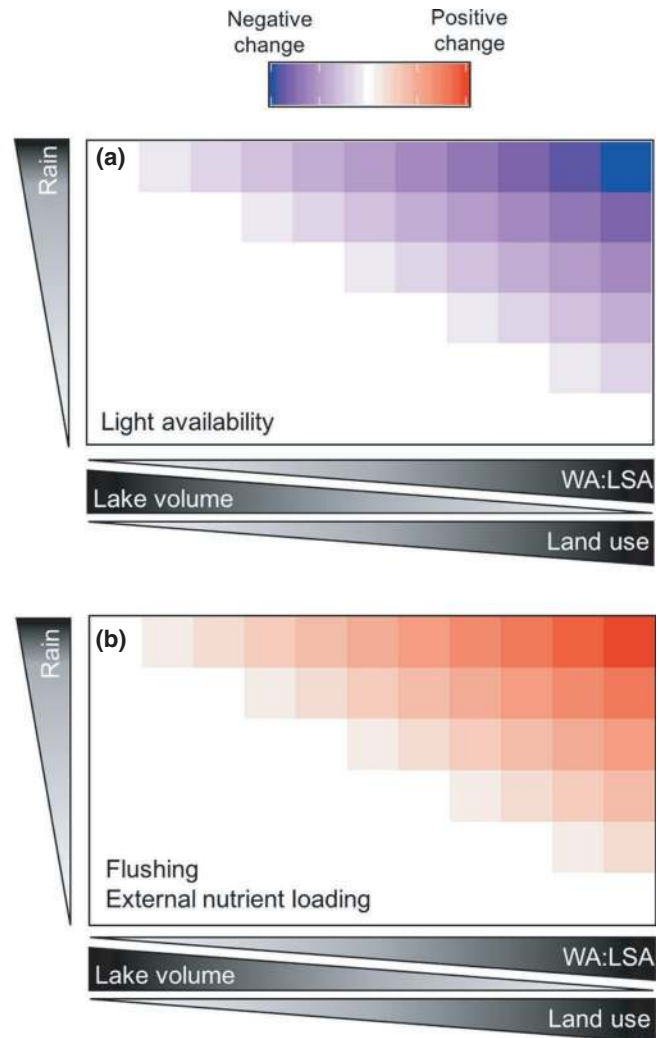 Negative change
Positive change
(a)
Rain
Light availability
WA:LSA
Lake volume
Land use
(b)
Rain
Flushing
External nutrient loading
WA:LSA
Lake volume
Land use